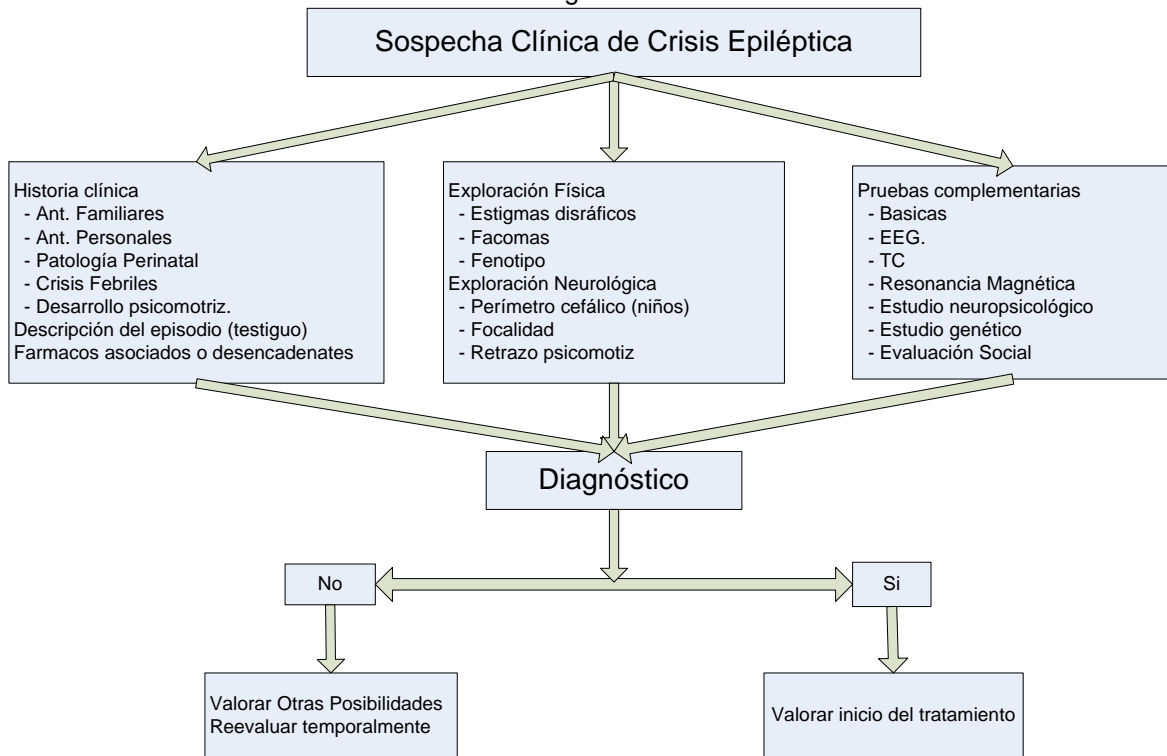 Sospecha Clínica de Crisis Epiléptica
Historia clínica
- Ant. Familiares
- Ant. Personales
- Patología Perinatal
- Crisis Febriles
- Desarrollo psicomotriz.
Descripción del episodio (testiguo)
Farmacos asociados o desencadenates
Exploración Física
- Estigmas disráficos
- Facomas
- Fenotipo
Exploración Neurológica
- Perímetro cefálico (niños)
- Focalidad
- Retrazo psicomotiz
Pruebas complementarias
- Basicas
- EEG.
- TC
- Resonancia Magnética
- Estudio neuropsicológico
- Estudio genético
- Evaluación Social
Diagnóstico
No
Si
Valorar Otras Posibilidades
Reevaluar temporalmente
Valorar inicio del tratamiento